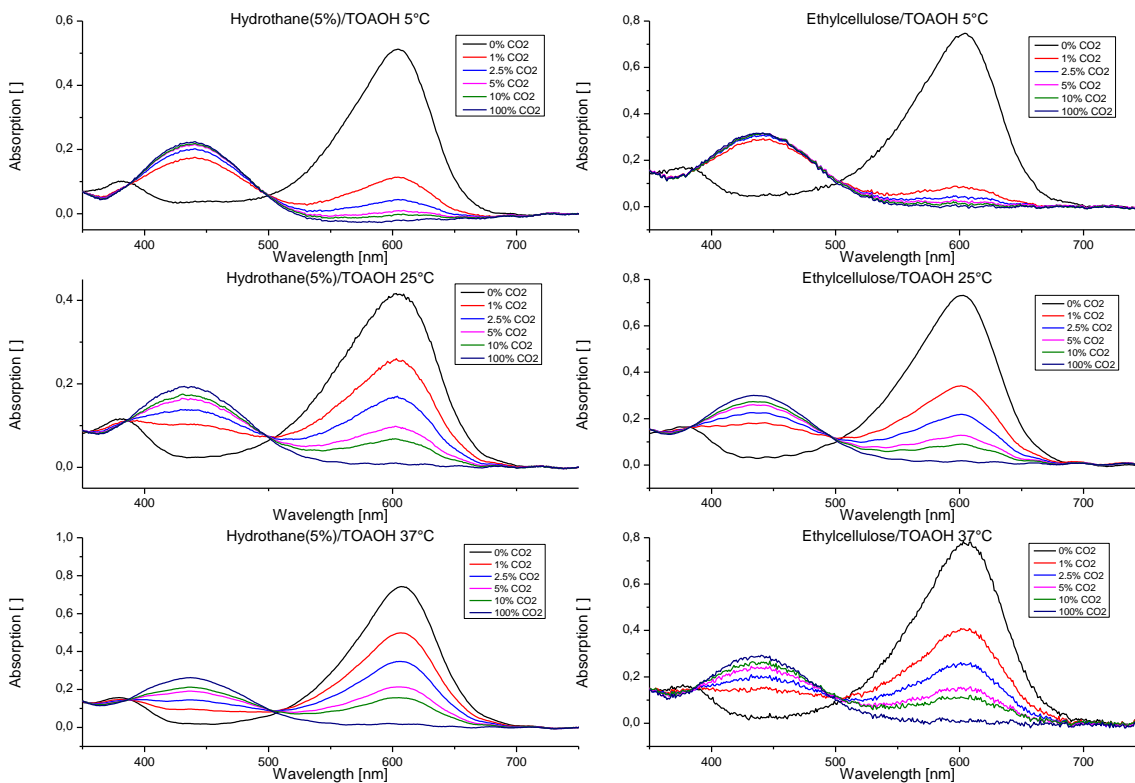 Hydrothane(5%)/TOAOH 5°C
0,6
0,4
0,2
0,0
Absorption [ ]
0% CO2
1% CO2
2.5% CO2
5% CO2
10% CO2
100% CO2
400
500
600
700
Wavelength [nm]
Ethylcellulose/TOAOH 5°C
0,8
0,6
0,4
0,2
0,0
Absorption [ ]
0% CO2
1% CO2
2.5% CO2
5% CO2
10% CO2
100% CO2
400
500
600
700
Wavelength [nm]
Hydrothane(5%)/TOAOH 25°C
0,4
0,2
0,0
Absorption [ ]
0% CO2
1% CO2
2.5% CO2
5% CO2
10% CO2
100% CO2
400
500
600
700
Wavelength [nm]
Ethylcellulose/TOAOH 25°C
0,8
0,6
0,4
0,2
0,0
Absorption [ ]
0% CO2
1% CO2
2.5% CO2
5% CO2
10% CO2
100% CO2
400
500
600
700
Wavelength [nm]
Hydrothane(5%)/TOAOH 37°C
1,0
0,8
0,6
0,4
0,2
0,0
Absorption [ ]
0% CO2
1% CO2
2.5% CO2
5% CO2
10% CO2
100% CO2
400
500
600
700
Wavelength [nm]
Ethylcellulose/TOAOH 37°C
0,8
0,6
0,4
0,2
0,0
Absorption [ ]
0% CO2
1% CO2
2.5% CO2
5% CO2
10% CO2
100% CO2
400
500
600
700
Wavelength [nm]